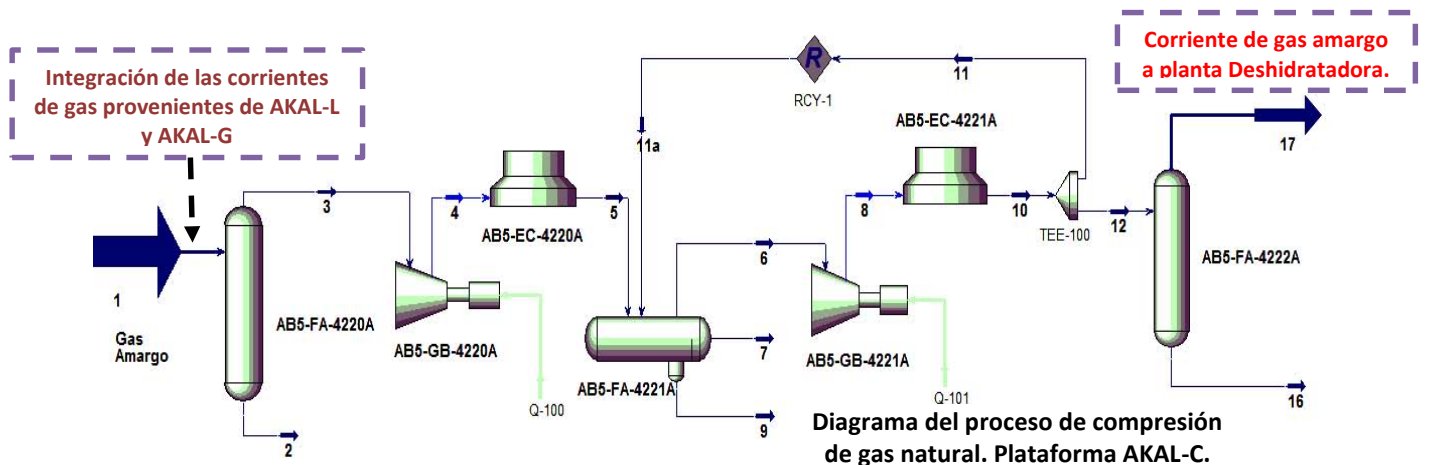 Integración de las corrientes
de gas provenientes de AKAL-L
y AKAL-G
Corriente de gas amargo
a planta Deshidratadora.
R
RCY-1
11
11a
AB5-EC-4221A
17
3
4
5
AB5-EC-4220A
8
10
TEE-100
12
6
AB5-FA-4222A
1
Gas
Amargo
AB5-FA-4220A
AB5-GB-4220A
7
AB5-GB-4221A
AB5-FA-4221A
Q-100
9
Q-101
16
2
Diagrama del proceso de compresión
de gas natural. Plataforma AKAL-C.